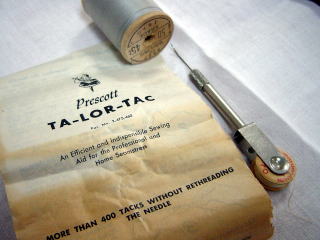 Prescott
TA-LOR-TAC
An Efficient and Indispensible Sewing
Aid for the Professional and
Home Seamstress
MORE THAN 400 TACKS WITHOUT RETHREADING
THE NEEDLE